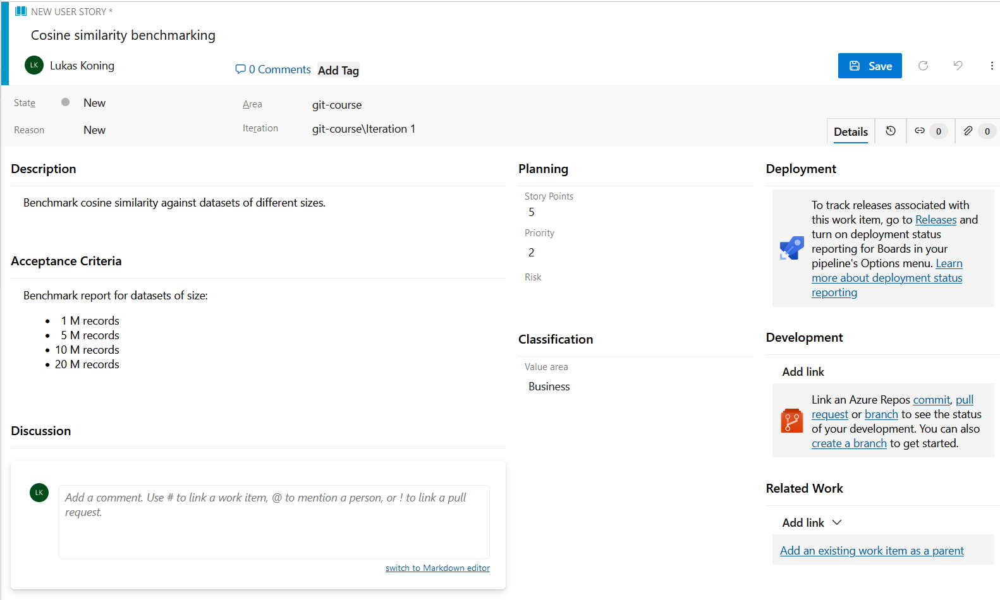 NEW USER STORY *
Cosine similarity benchmarking
LK Lukas Koning
0 Comments Add Tag
Save
State New
Reason New
Area git-course
Iteration git-course\Iteration 1
Details 0 0
Description
Benchmark cosine similarity against datasets of different sizes.
Acceptance Criteria
Benchmark report for datasets of size:
• 1 M records
• 5 M records
• 10 M records
• 20 M records
Discussion
LK
Add a comment. Use # to link a work item, @ to mention a person, or ! to link a pull
request.
switch to Markdown editor
Planning
Story Points
5
Priority
2
Risk
Classification
Value area
Business
Deployment
To track releases associated with
this work item, go to Releases and
turn on deployment status
reporting for Boards in your
pipeline's Options menu. Learn
more about deployment status
reporting
Development
Add link
Link an Azure Repos commit, pull
request or branch to see the status
of your development. You can also
create a branch to get started.
Related Work
Add link
Add an existing work item as a parent